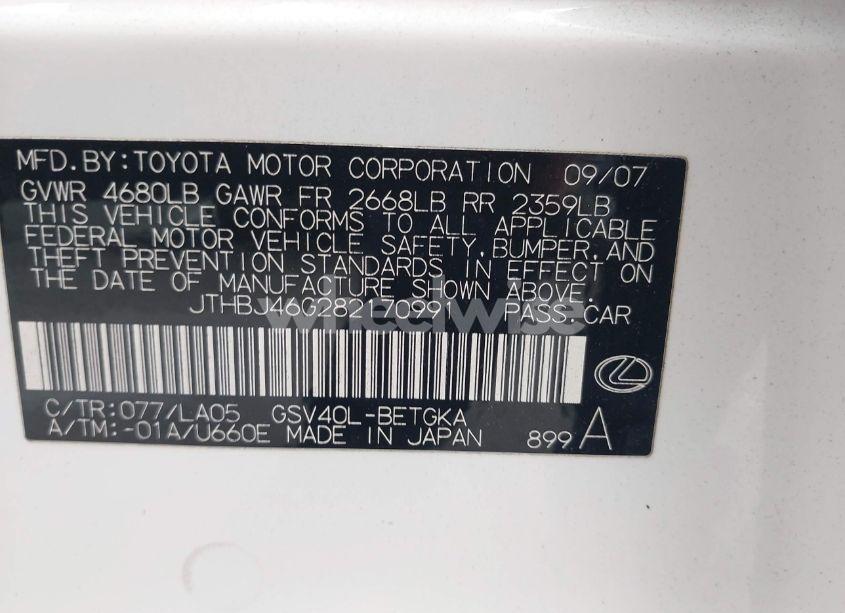 MFD.BY:TOYOTA MOTOR CORPORATION 09/07
GVWR 4680LB GAWR FR 2668LB RR 2359LB
THIS VEHICLE CONFORMS TO ALL APPLICABLE
FEDERAL MOTOR VEHICLE SAFETY,BUMPER,AND
THEFT PREVENTION STANDARDS IN EFFECT ON
THE DATE OF MANUFACTURE SHOWN ABOVE.
JTHBJ46G282170991 PASS.CAR
wheelwise
C/TR:077/LA05 GSV40L-BETGKA
A/TM:-01A/U660E MADE IN JAPAN 899A